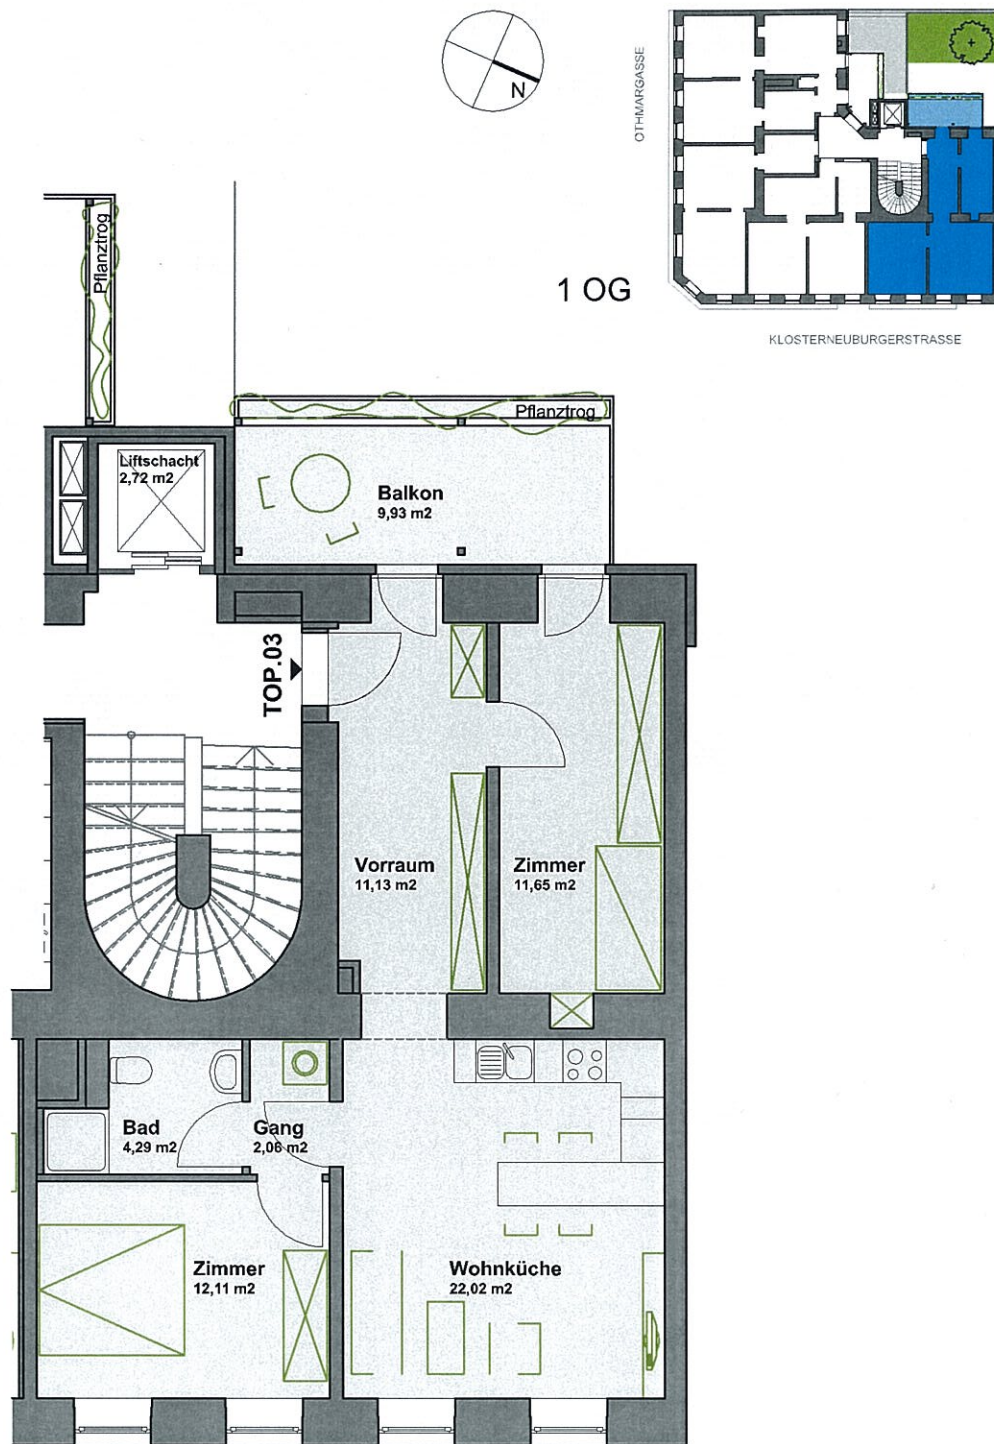 N
OTHMARGASSE
1 OG
KLOSTERNEUBURGERSTRASSE
Pflanztrog
Pflanztrog
Liftschacht
2,72 m2
Balkon
9,93 m2
TOP.03
Vorraum
11,13 m2
Zimmer
11,65 m2
Bad
4,29 m2
Gang
2,06 m2
Zimmer
12,11 m2
Wohnküche
22,02 m2